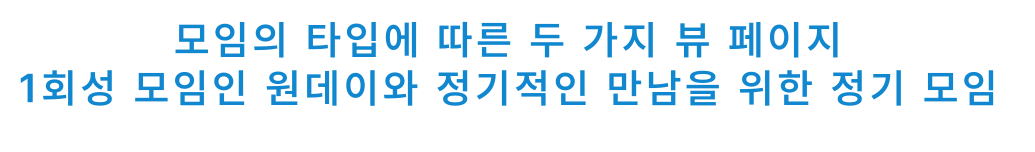 모임의 타입에 따른 두 가지 뷰 페이지
1회성 모임인 원데이와 정기적인 만남을 위한 정기 모임